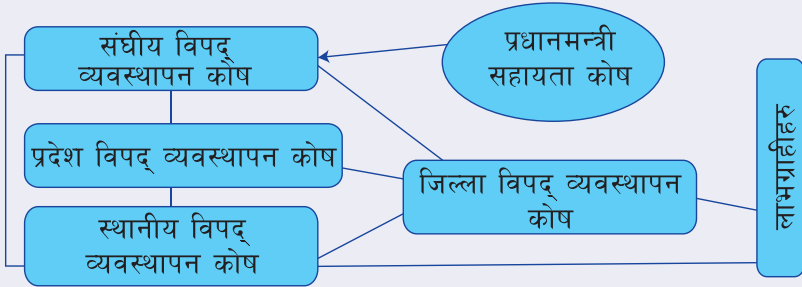 संघीय विपद्
व्यवस्थापन कोष
प्रधानमन्त्री
सहायता कोष
प्रदेश विपद् व्यवस्थापन कोष
जिल्ला विपद् व्यवस्थापन
कोष
स्थानीय विपद्
व्यवस्थापन कोष
लाभग्राहीहरु